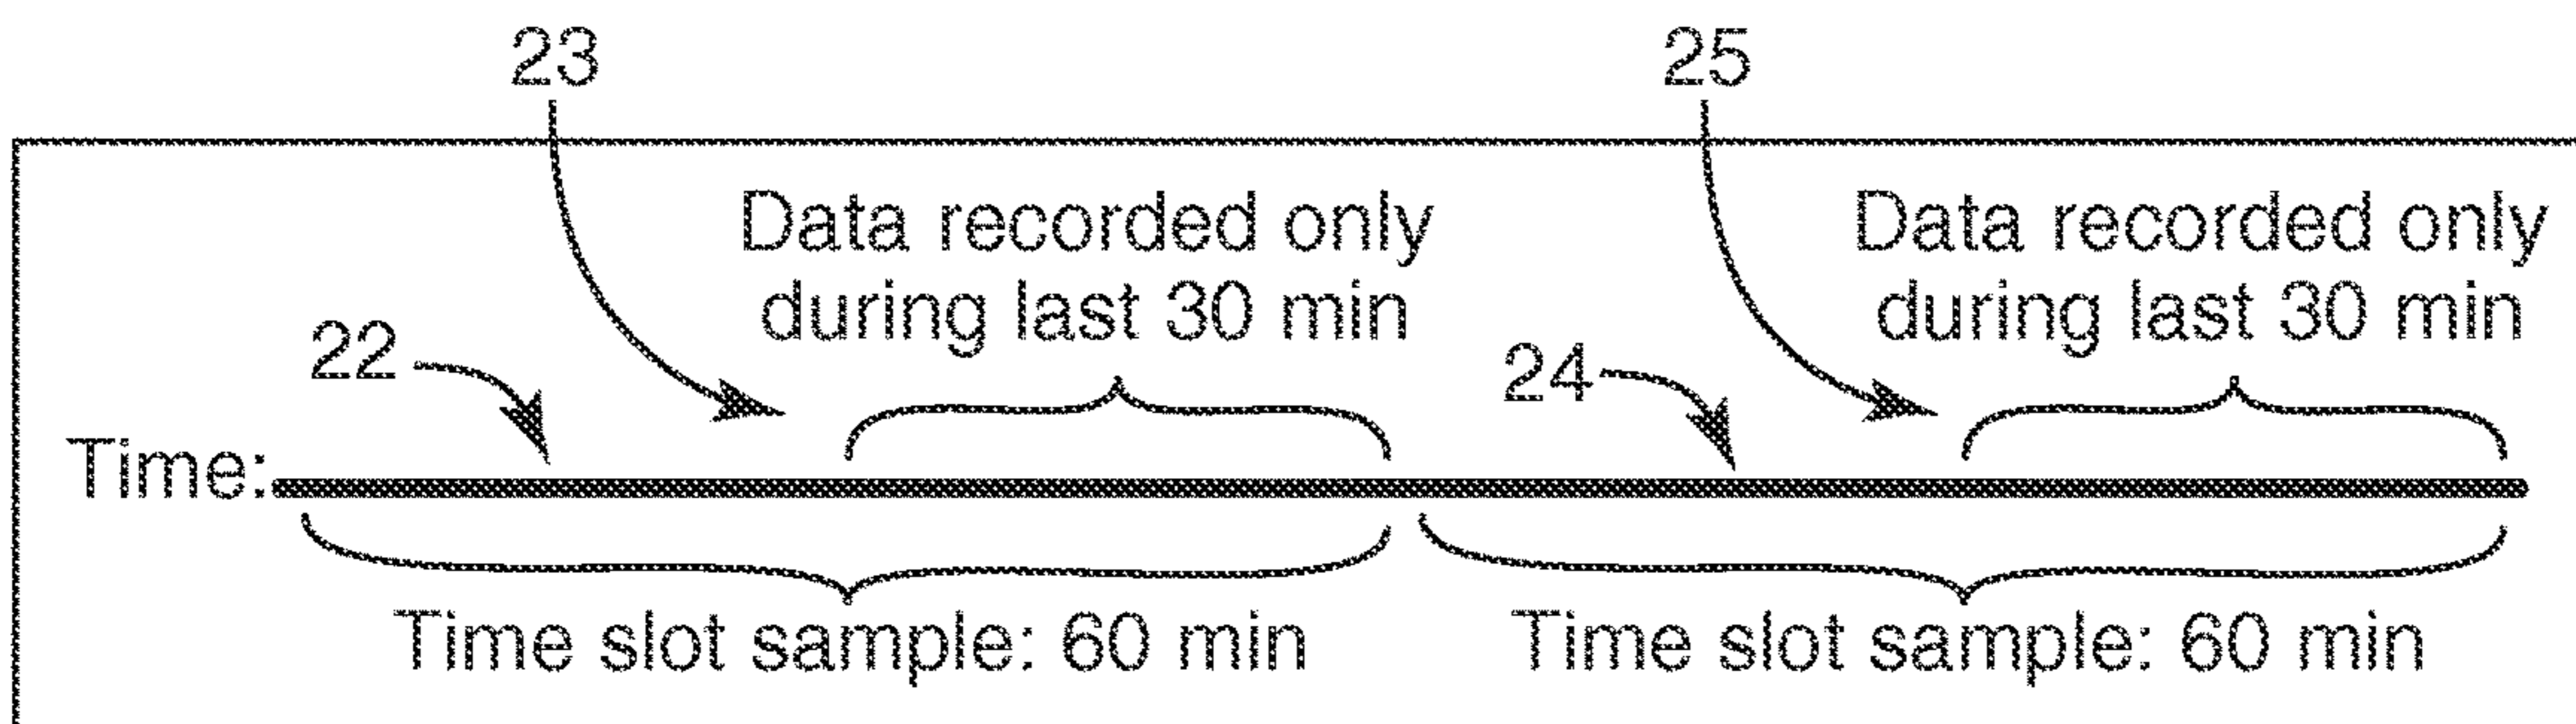 23
25
Data recorded only
during last 30 min
Data recorded only
during last 30 min
22
24
Time:
Time slot sample: 60 min
Time slot sample: 60 min